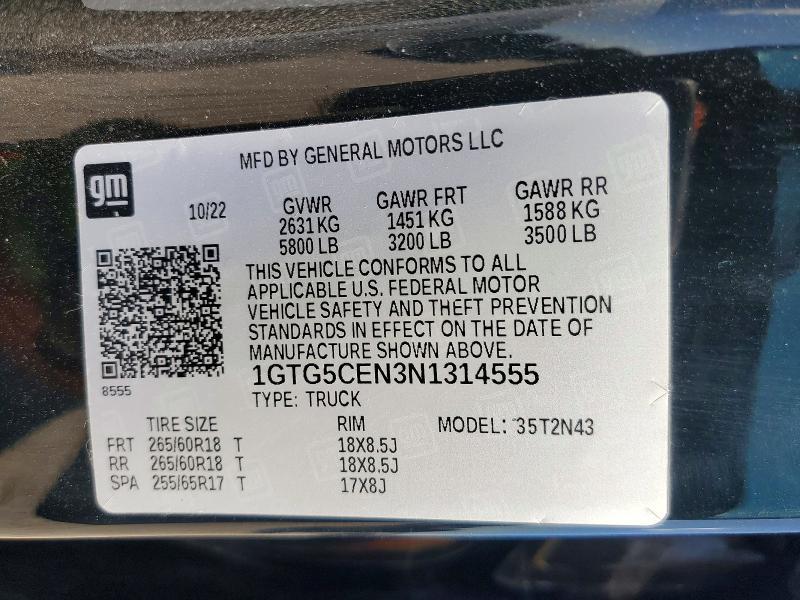 MFD BY GENERAL MOTORS LLC
gm
10/22
GVWR
2631 KG
5800 LB
GAWR FRT
1451 KG
3200 LB
GAWR RR
1588 KG
3500 LB
THIS VEHICLE CONFORMS TO ALL
APPLICABLE U.S. FEDERAL MOTOR
VEHICLE SAFETY AND THEFT PREVENTION
STANDARDS IN EFFECT ON THE DATE OF
MANUFACTURE SHOWN ABOVE.
8555
1GTG5CEN3N1314555
TYPE: TRUCK
TIRE SIZE RIM MODEL: 35T2N43
FRT 265/60R18 T 18X8.5J
RR 265/60R18 T 18X8.5J
SPA 255/65R17 T 17X8J